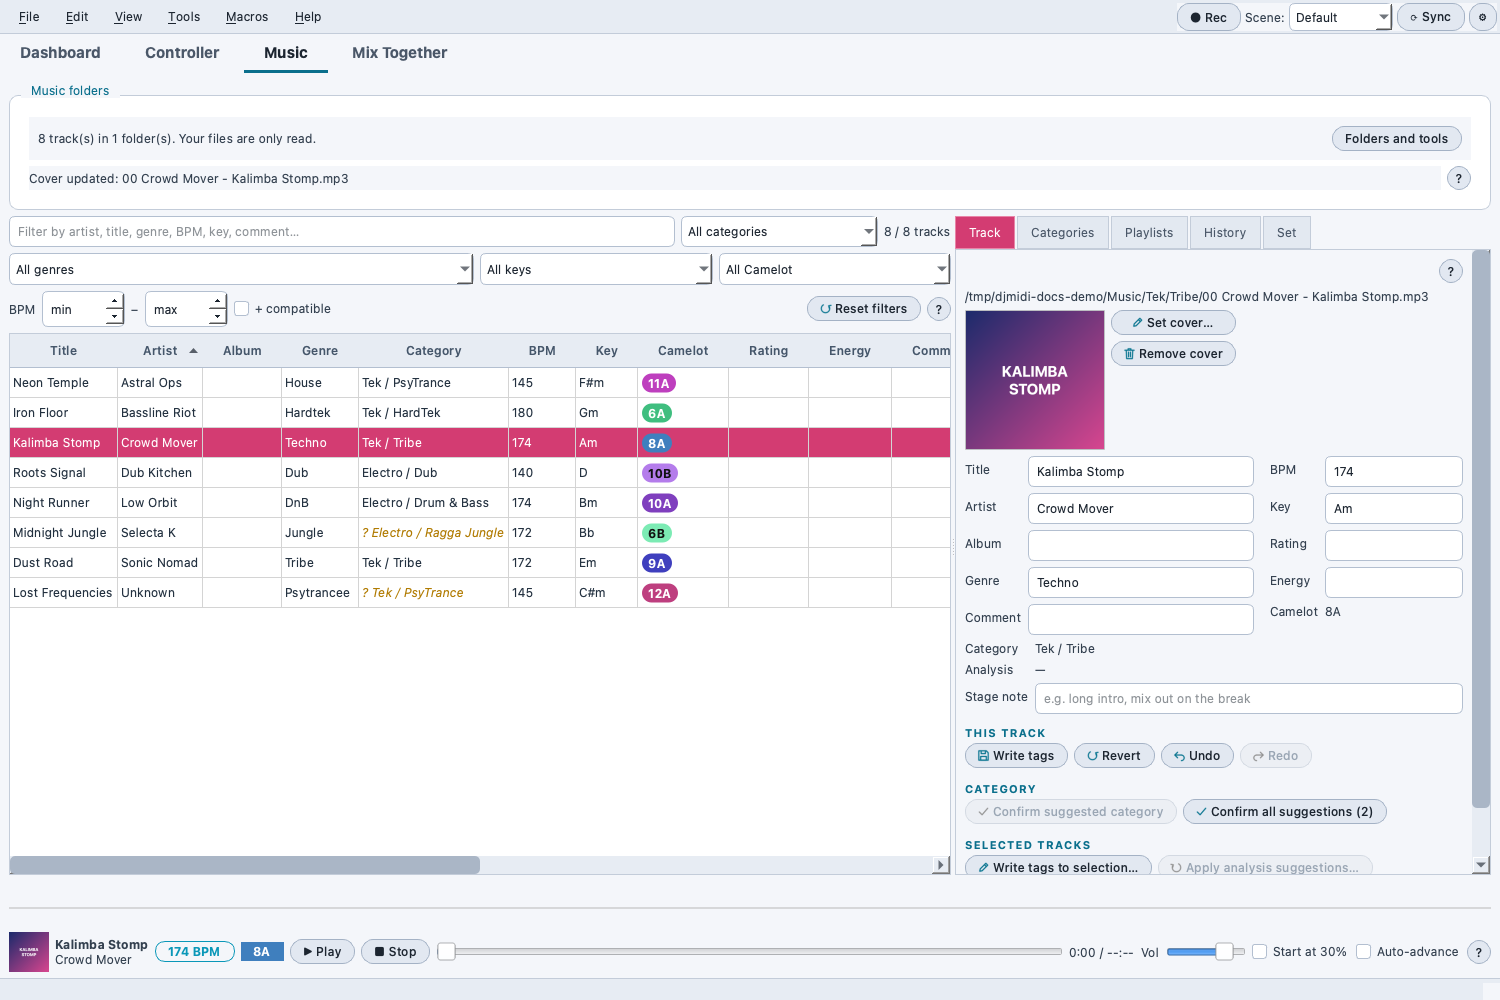 File Edit View Tools Macros Help Rec Scene: Default Sync
Dashboard Controller Music Mix Together
Music folders
8 track(s) in 1 folder(s). Your files are only read. Folders and tools
Cover updated: 00 Crowd Mover - Kalimba Stomp.mp3 ?
Filter by artist, title, genre, BPM, key, comment... All categories 8 / 8 tracks
All genres All keys All Camelot
BPM min – max + compatible Reset filters ?
Title Artist Album Genre Category BPM Key Camelot Rating Energy Comm
Neon Temple Astral Ops House Tek / PsyTrance 145 F#m 11A
Iron Floor Bassline Riot Hardtek Tek / HardTek 180 Gm 6A
Kalimba Stomp Crowd Mover Techno Tek / Tribe 174 Am 8A
Roots Signal Dub Kitchen Dub Electro / Dub 140 D 10B
Night Runner Low Orbit DnB Electro / Drum & Bass 174 Bm 10A
Midnight Jungle Selecta K Jungle ? Electro / Ragga Jungle 172 Bb 6B
Dust Road Sonic Nomad Tribe Tek / Tribe 172 Em 9A
Lost Frequencies Unknown Psytrancee ? Tek / PsyTrance 145 C#m 12A
Track Categories Playlists History Set
?
/tmp/djmidi-docs-demo/Music/Tek/Tribe/00 Crowd Mover - Kalimba Stomp.mp3
KALIMBA
STOMP
Set cover...
Remove cover
Title Kalimba Stomp BPM 174
Artist Crowd Mover Key Am
Album Rating
Genre Techno Energy
Comment Camelot 8A
Category Tek / Tribe
Analysis —
Stage note e.g. long intro, mix out on the break
THIS TRACK
Write tags Revert Undo Redo
CATEGORY
Confirm suggested category Confirm all suggestions (2)
SELECTED TRACKS
Write tags to selection... Apply analysis suggestions...
KALIMBA
STOMP
Kalimba Stomp
Crowd Mover
174 BPM 8A Play Stop 0:00 / --:-- Vol Start at 30% Auto-advance ?